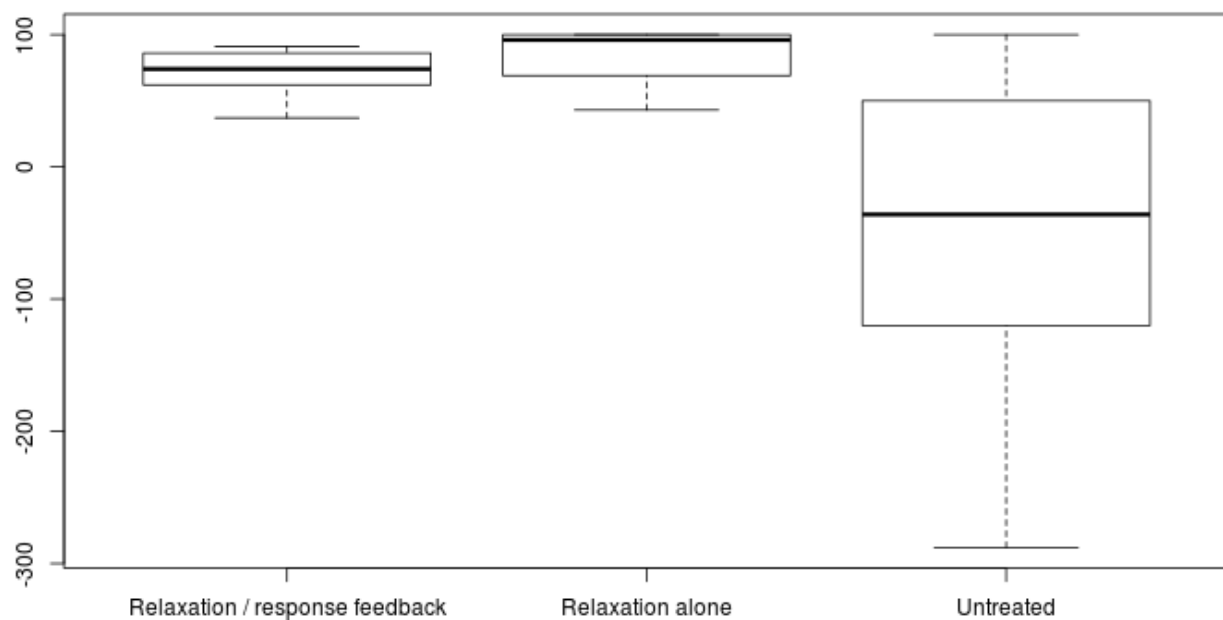 100
0
-100
-200
-300
Relaxation / response feedback
Relaxation alone
Untreated